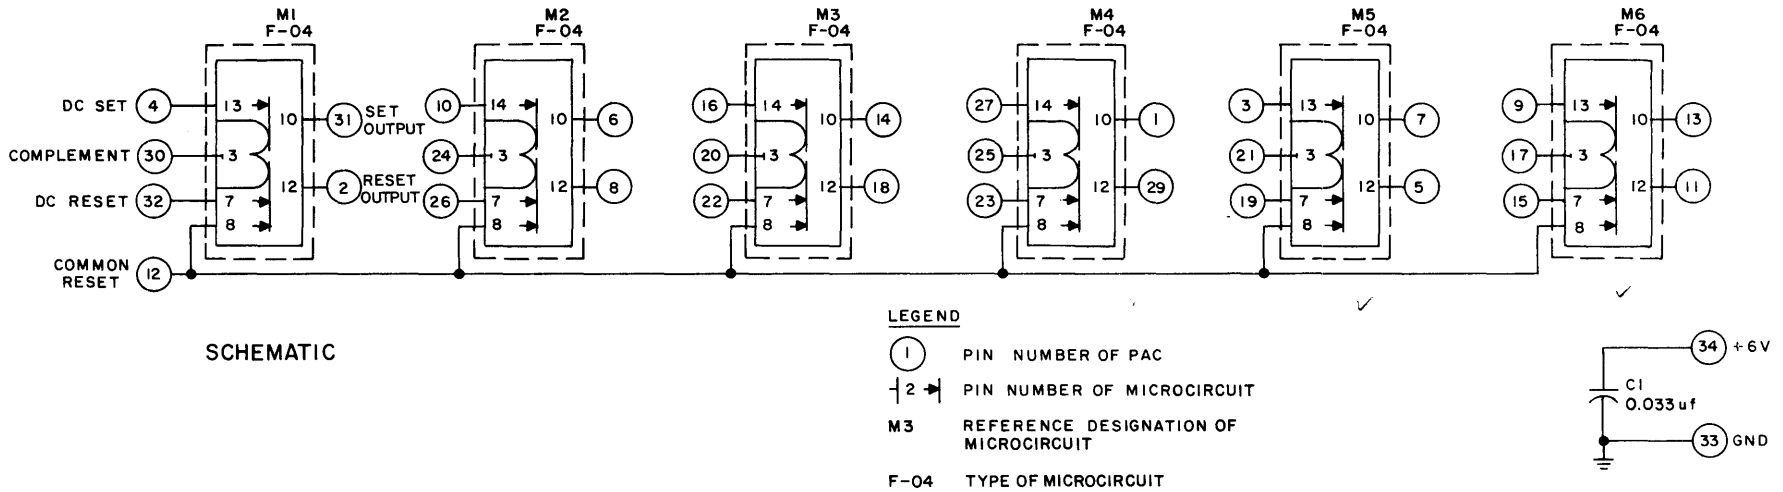 M1
F-04
M2
F-04
M3
F-04
M4
F-04
M5
F-04
M6
F-04
DC SET 4 13 10 31 SET OUTPUT
COMPLEMENT 30 3
DC RESET 32 7 12 2 RESET OUTPUT
8
COMMON RESET 12
10 14 10 6
24 3
26 7 12 8
8
16 14 10 14
20 3
22 7 12 18
8
27 14 10 1
25 3
23 7 12 29
8
3 13 10 7
21 3
19 7 12 5
8
9 13 10 13
17 3
15 7 12 11
8
SCHEMATIC
LEGEND
1 PIN NUMBER OF PAC
2 PIN NUMBER OF MICROCIRCUIT
M3 REFERENCE DESIGNATION OF
MICROCIRCUIT
F-04 TYPE OF MICROCIRCUIT
34 +6V
C1
0.033uf
33 GND